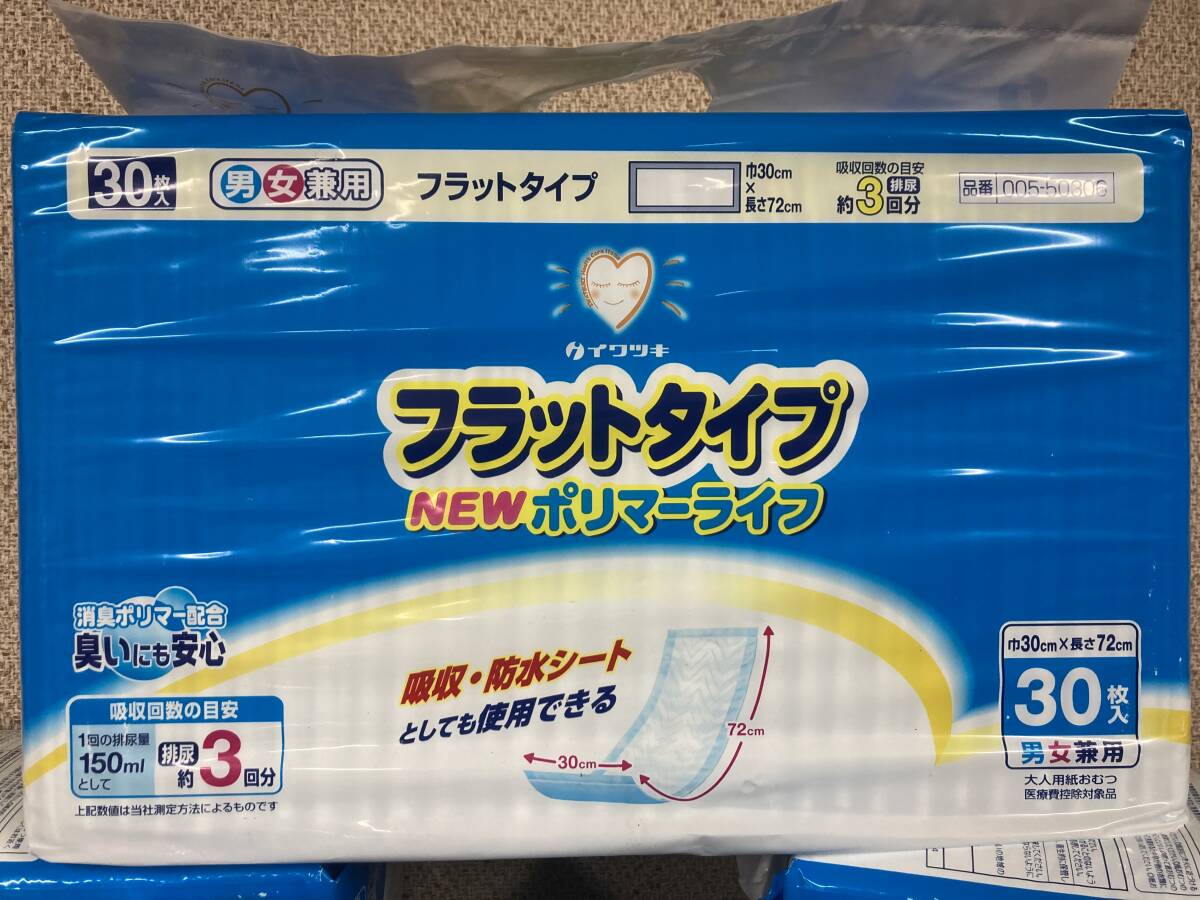 30枚入
男女兼用
フラットタイプ
巾30cm
×
長さ72cm
吸収回数の目安
排尿
約3回分
品番 005-50306
イワツキ
フラットタイプ
NEWポリマーライフ
消臭ポリマー配合
臭いにも安心
吸収回数の目安
1回の排尿量
150ml
として
排尿
約3回分
上記数値は当社測定方法によるものです
吸収・防水シート
としても使用できる
30cm
72cm
巾30cm×長さ72cm
30枚入
男女兼用
大人用紙おむつ
医療費控除対象品